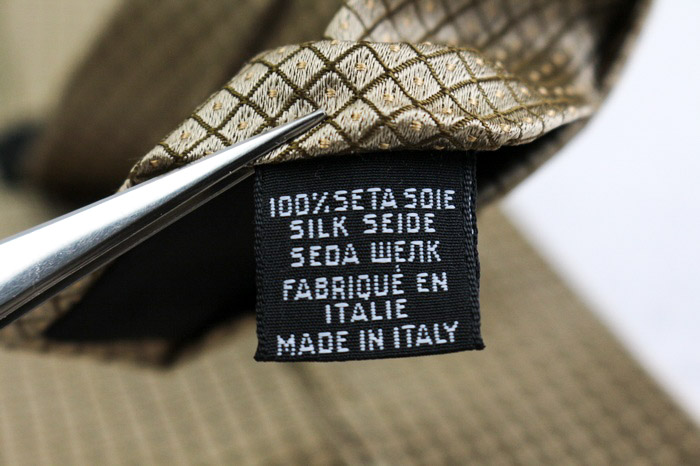 100%SETA SOIE
SILK SEIDE
SEDA ШЕЛК
FABRIQUÉ EN
ITALIE
MADE IN ITALY